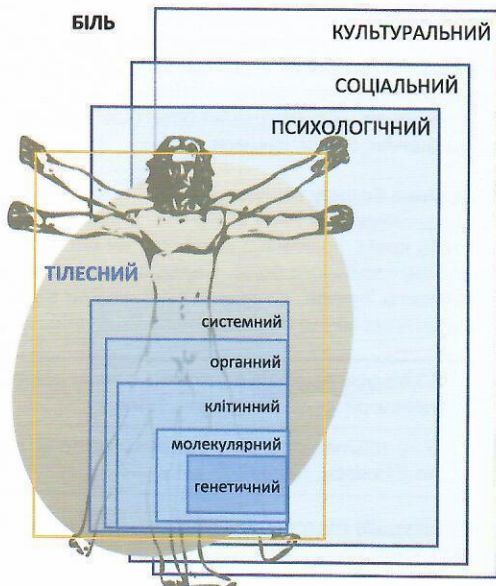 БІЛЬ
КУЛЬТУРАЛЬНИЙ
СОЦІАЛЬНИЙ
ПСИХОЛОГІЧНИЙ
ТІЛЕСНИЙ
системний
органний
клітинний
молекулярний
генетичний